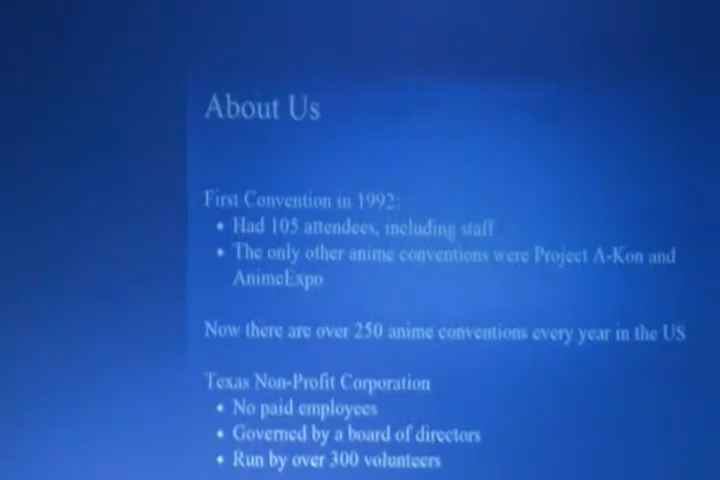 About Us
First Convention in 1992:
• Had 105 attendees, including staff
• The only other anime conventions were Project A-Kon and
AnimeExpo
Now there are over 250 anime conventions every year in the US
Texas Non-Profit Corporation
• No paid employees
• Governed by a board of directors
• Run by over 300 volunteers